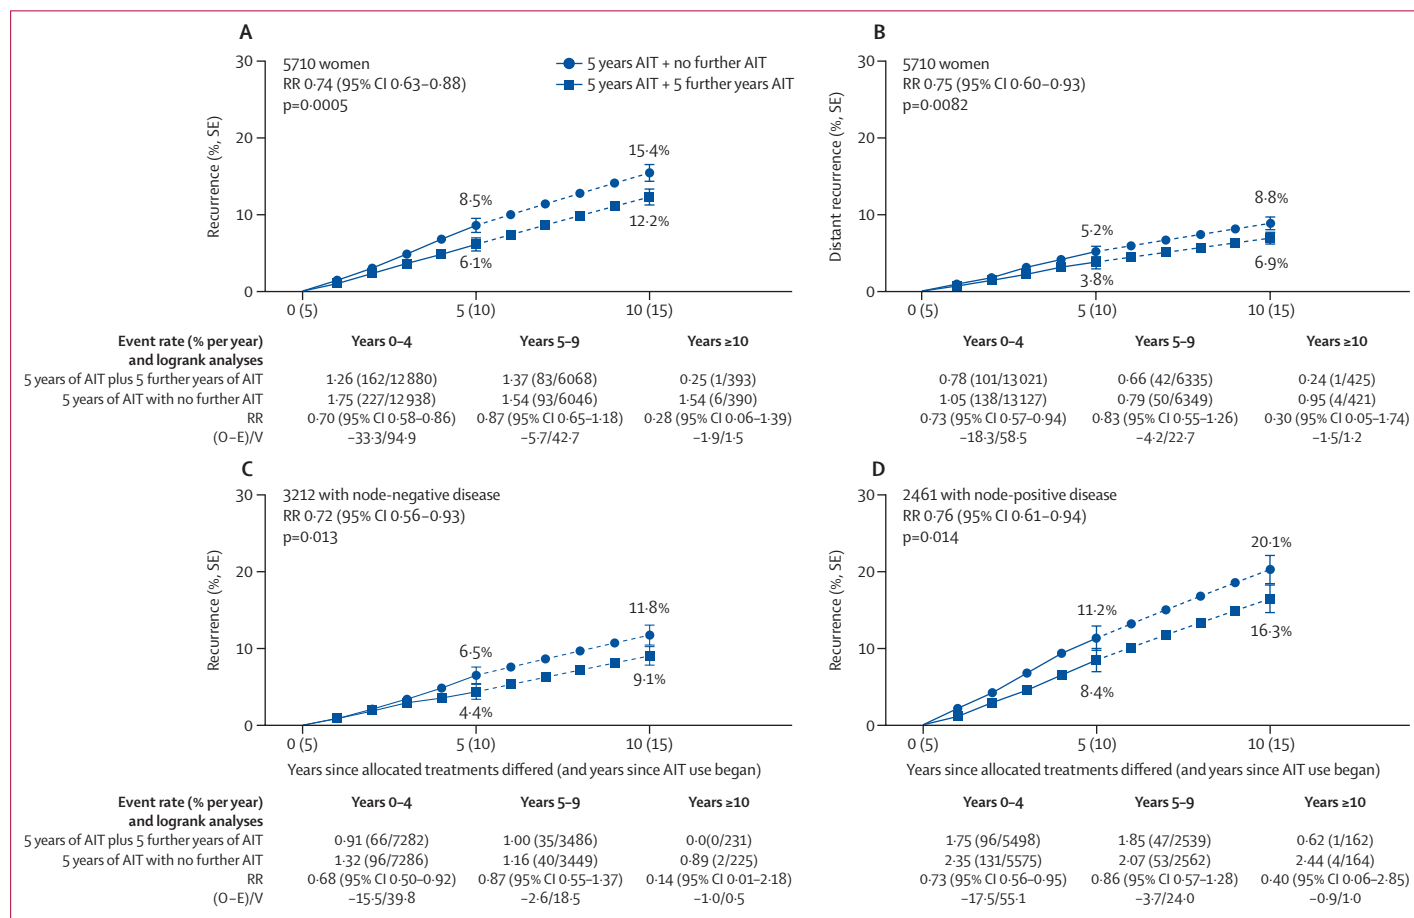 A
5710 women
RR 0·74 (95% CI 0·63–0·88)
p=0·0005
5 years AIT + no further AIT
5 years AIT + 5 further years AIT
Recurrence (%, SE)
30
20
10
0
8·5%
6·1%
15·4%
12·2%
0 (5) 5 (10) 10 (15)
B
5710 women
RR 0·75 (95% CI 0·60–0·93)
p=0·0082
Distant recurrence (%, SE)
30
20
10
0
5·2%
3·8%
8·8%
6·9%
0 (5) 5 (10) 10 (15)
Event rate (% per year) Years 0–4 Years 5–9 Years ≥10 Years 0–4 Years 5–9 Years ≥10
and logrank analyses
5 years of AIT plus 5 further years of AIT 1·26 (162/12 880) 1·37 (83/6068) 0·25 (1/393) 0·78 (101/13 021) 0·66 (42/6335) 0·24 (1/425)
5 years of AIT with no further AIT 1·75 (227/12 938) 1·54 (93/6046) 1·54 (6/390) 1·05 (138/13 127) 0·79 (50/6349) 0·95 (4/421)
RR 0·70 (95% CI 0·58–0·86) 0·87 (95% CI 0·65–1·18) 0·28 (95% CI 0·06–1·39) 0·73 (95% CI 0·57–0·94) 0·83 (95% CI 0·55–1·26) 0·30 (95% CI 0·05–1·74)
(O–E)/V –33·3/94·9 –5·7/42·7 –1·9/1·5 –18·3/58·5 –4·2/22·7 –1·5/1·2
C
3212 with node-negative disease
RR 0·72 (95% CI 0·56–0·93)
p=0·013
Recurrence (%, SE)
30
20
10
0
6·5%
4·4%
11·8%
9·1%
0 (5) 5 (10) 10 (15)
Years since allocated treatments differed (and years since AIT use began)
D
2461 with node-positive disease
RR 0·76 (95% CI 0·61–0·94)
p=0·014
Recurrence (%, SE)
30
20
10
0
11·2%
8·4%
20·1%
16·3%
0 (5) 5 (10) 10 (15)
Years since allocated treatments differed (and years since AIT use began)
Event rate (% per year) Years 0–4 Years 5–9 Years ≥10 Years 0–4 Years 5–9 Years ≥10
and logrank analyses
5 years of AIT plus 5 further years of AIT 0·91 (66/7282) 1·00 (35/3486) 0·0(0/231) 1·75 (96/5498) 1·85 (47/2539) 0·62 (1/162)
5 years of AIT with no further AIT 1·32 (96/7286) 1·16 (40/3449) 0·89 (2/225) 2·35 (131/5575) 2·07 (53/2562) 2·44 (4/164)
RR 0·68 (95% CI 0·50–0·92) 0·87 (95% CI 0·55–1·37) 0·14 (95% CI 0·01–2·18) 0·73 (95% CI 0·56–0·95) 0·86 (95% CI 0·57–1·28) 0·40 (95% CI 0·06–2·85)
(O–E)/V –15·5/39·8 –2·6/18·5 –1·0/0·5 –17·5/55·1 –3·7/24·0 –0·9/1·0